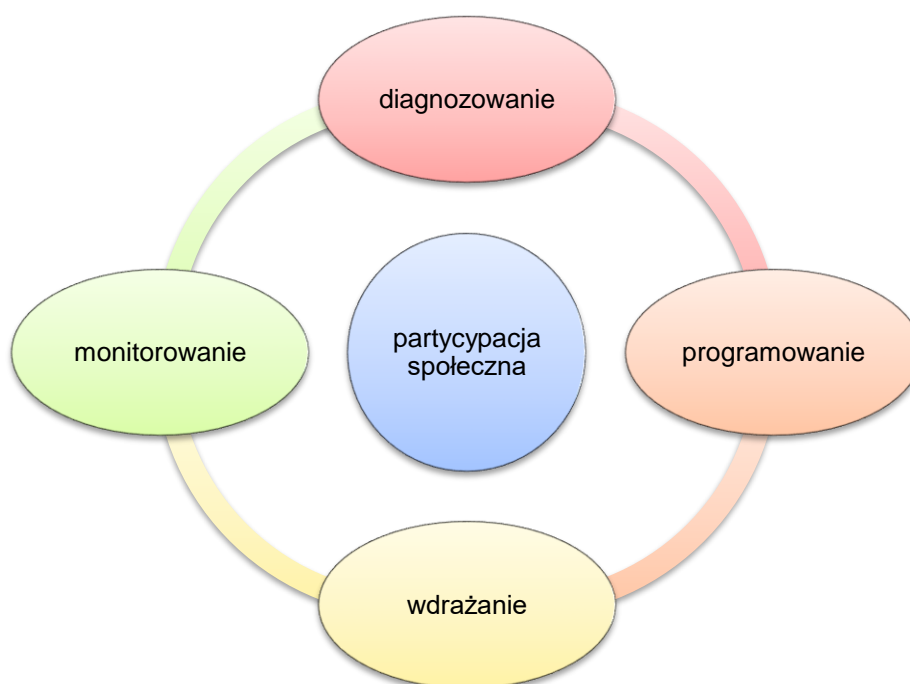 diagnozowanie
monitorowanie
partycypacja
społeczna
programowanie
wdrażanie